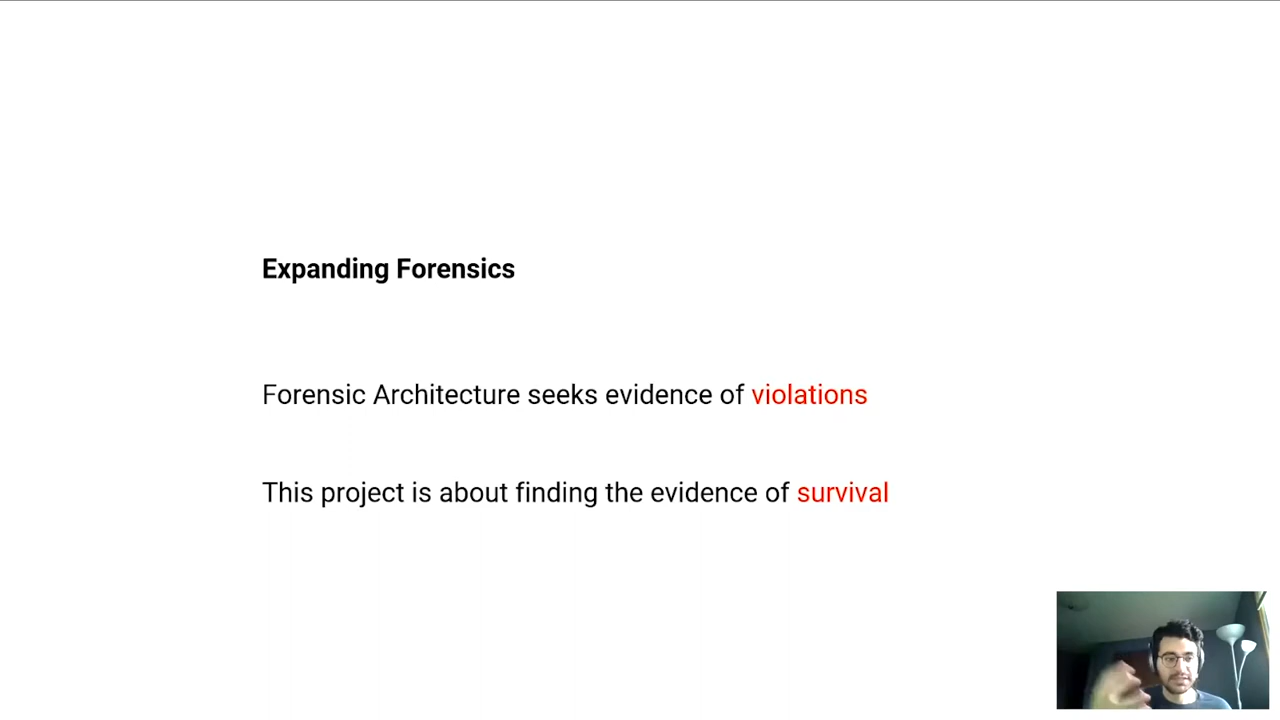 Expanding Forensics
Forensic Architecture seeks evidence of violations
This project is about finding the evidence of survival